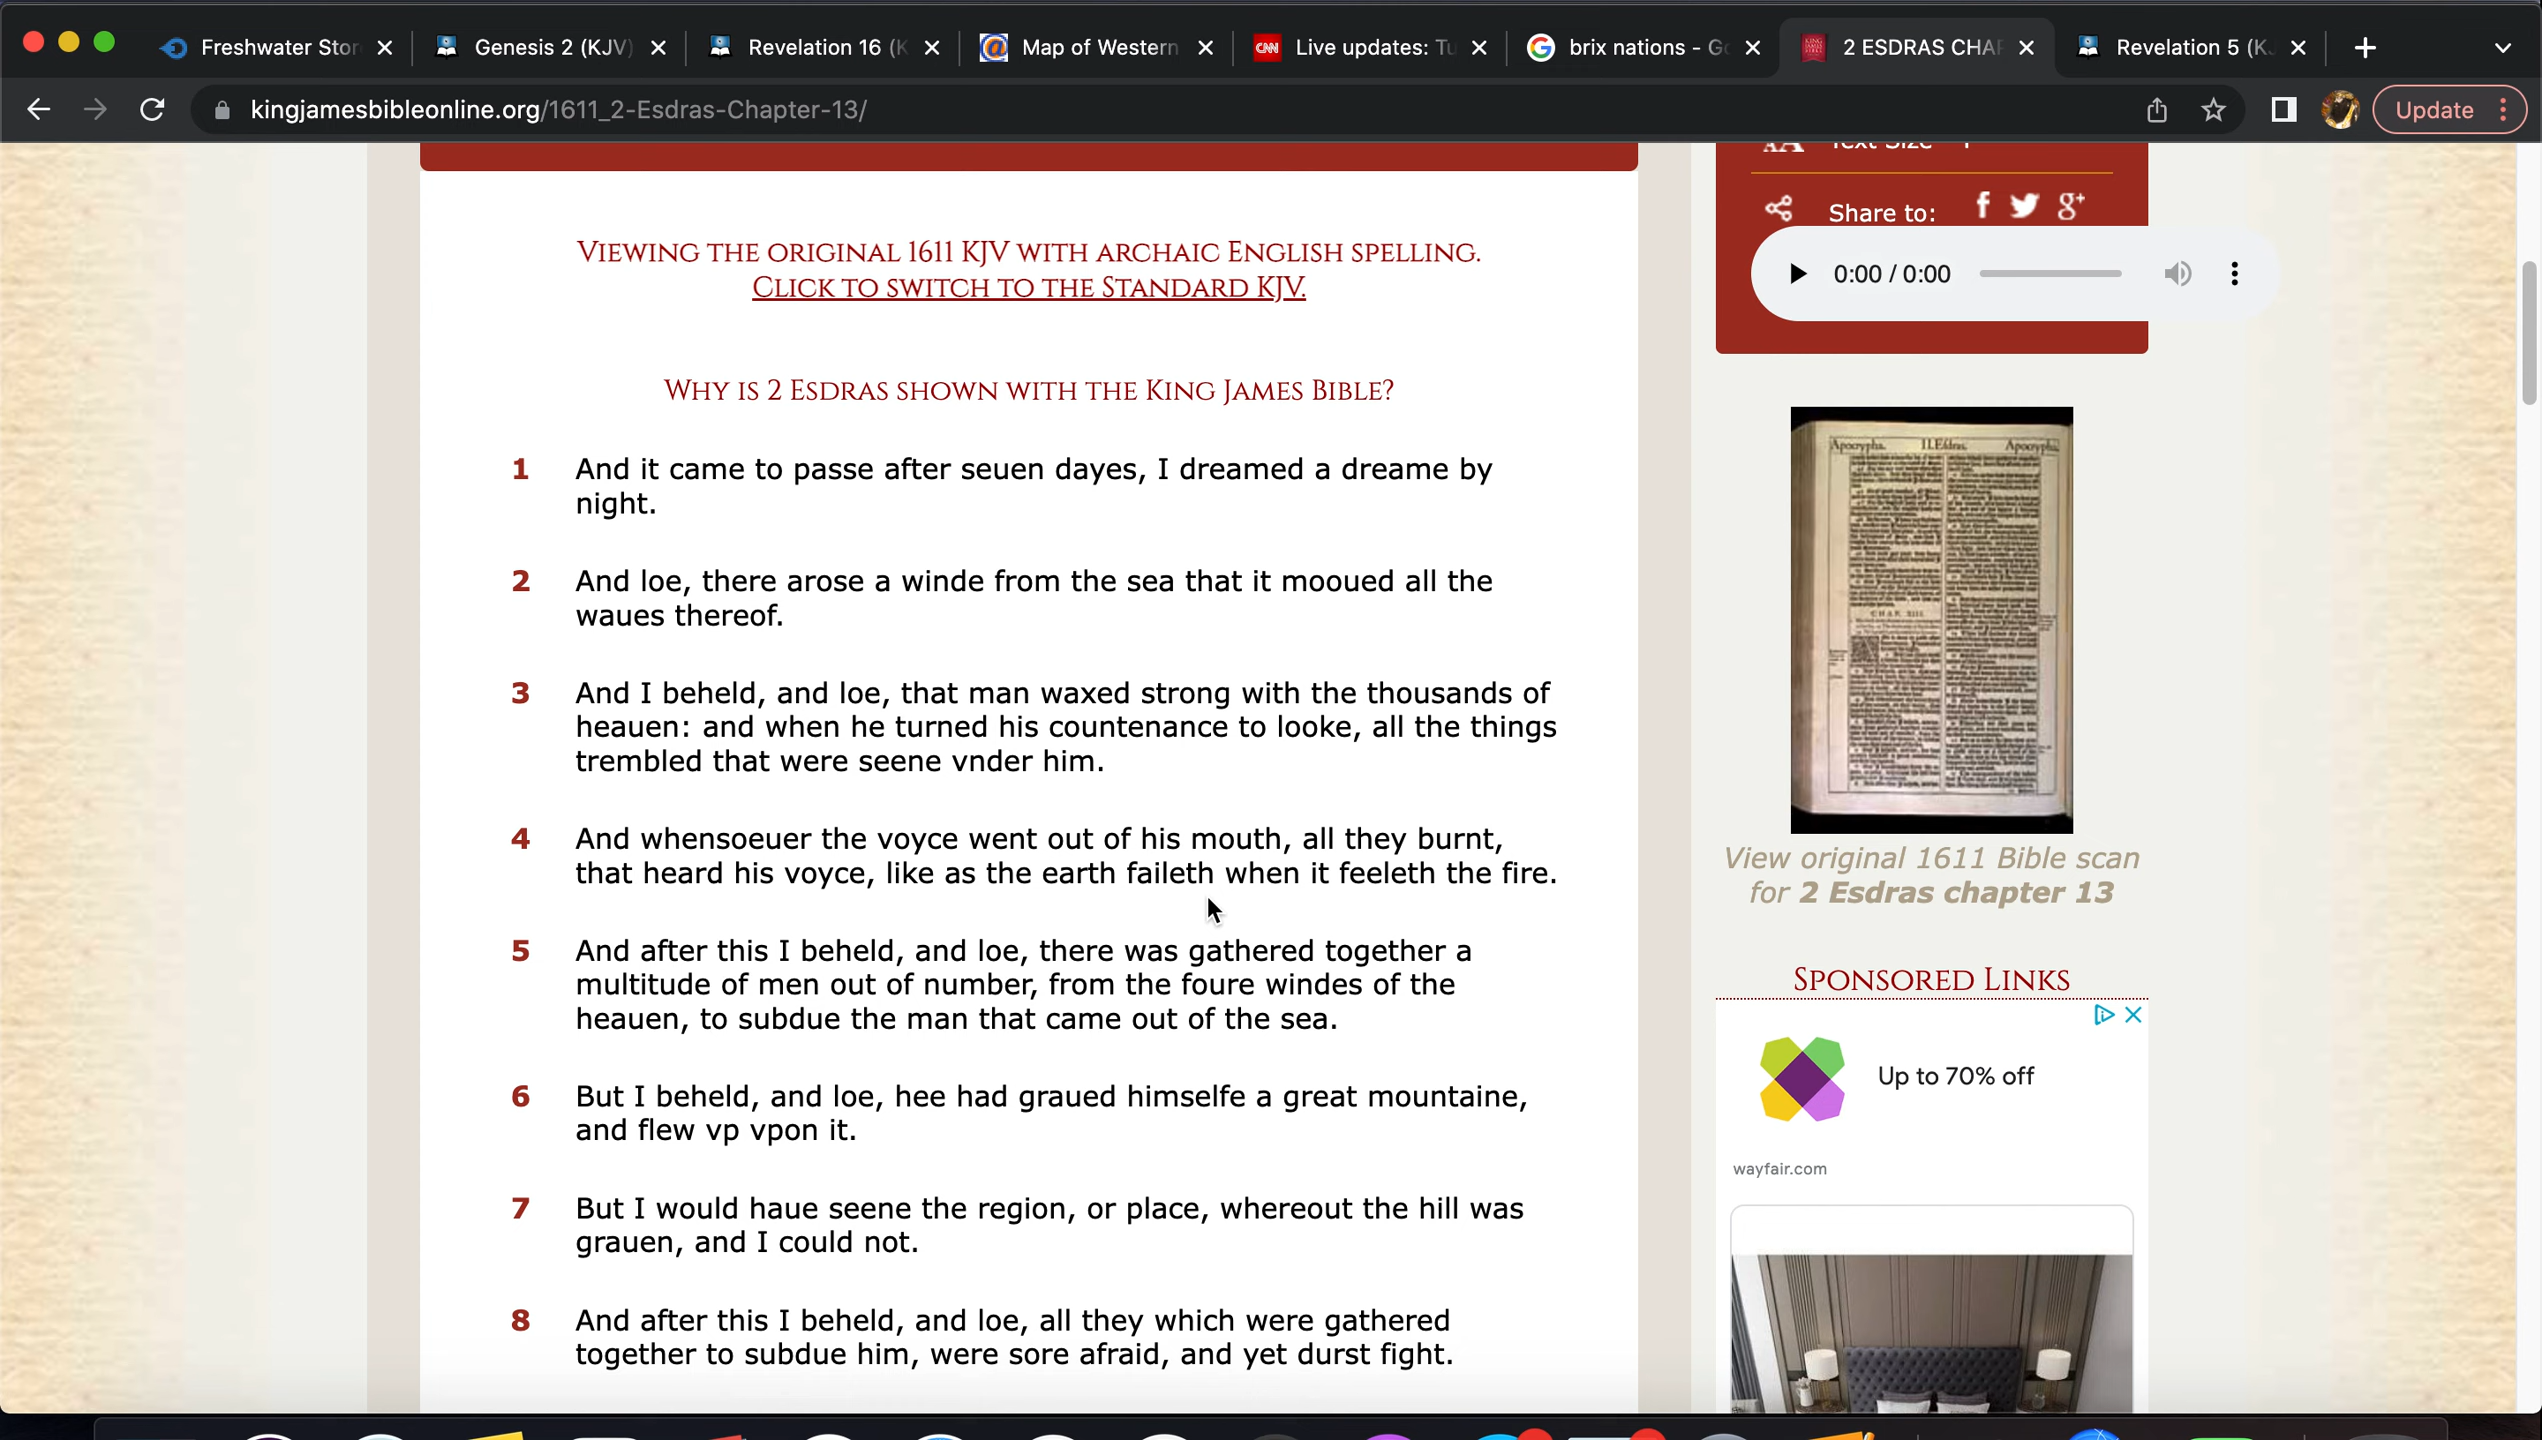 Freshwater Stor
Genesis 2 (KJV)
Revelation 16 (K
Map of Western
CNN
Live updates: Tu
brix nations - Go
2 ESDRAS CHAP
Revelation 5 (KJ
kingjamesbibleonline.org/1611_2-Esdras-Chapter-13/
Update
Viewing the original 1611 KJV with archaic English spelling.
Click to switch to the Standard KJV.
Why is 2 Esdras shown with the King James Bible?
1 And it came to passe after seuen dayes, I dreamed a dreame by
night.
2 And loe, there arose a winde from the sea that it mooued all the
waues thereof.
3 And I beheld, and loe, that man waxed strong with the thousands of
heauen: and when he turned his countenance to looke, all the things
trembled that were seene vnder him.
4 And whensoeuer the voyce went out of his mouth, all they burnt,
that heard his voyce, like as the earth faileth when it feeleth the fire.
5 And after this I beheld, and loe, there was gathered together a
multitude of men out of number, from the foure windes of the
heauen, to subdue the man that came out of the sea.
6 But I beheld, and loe, hee had graued himselfe a great mountaine,
and flew vp vpon it.
7 But I would haue seene the region, or place, whereout the hill was
grauen, and I could not.
8 And after this I beheld, and loe, all they which were gathered
together to subdue him, were sore afraid, and yet durst fight.
AA Text Size
Share to: f g+
0:00 / 0:00
Apocrypha. II.Esdras. Apocrypha.
CHAP. XIII.
View original 1611 Bible scan
for 2 Esdras chapter 13
Sponsored Links
Up to 70% off
wayfair.com